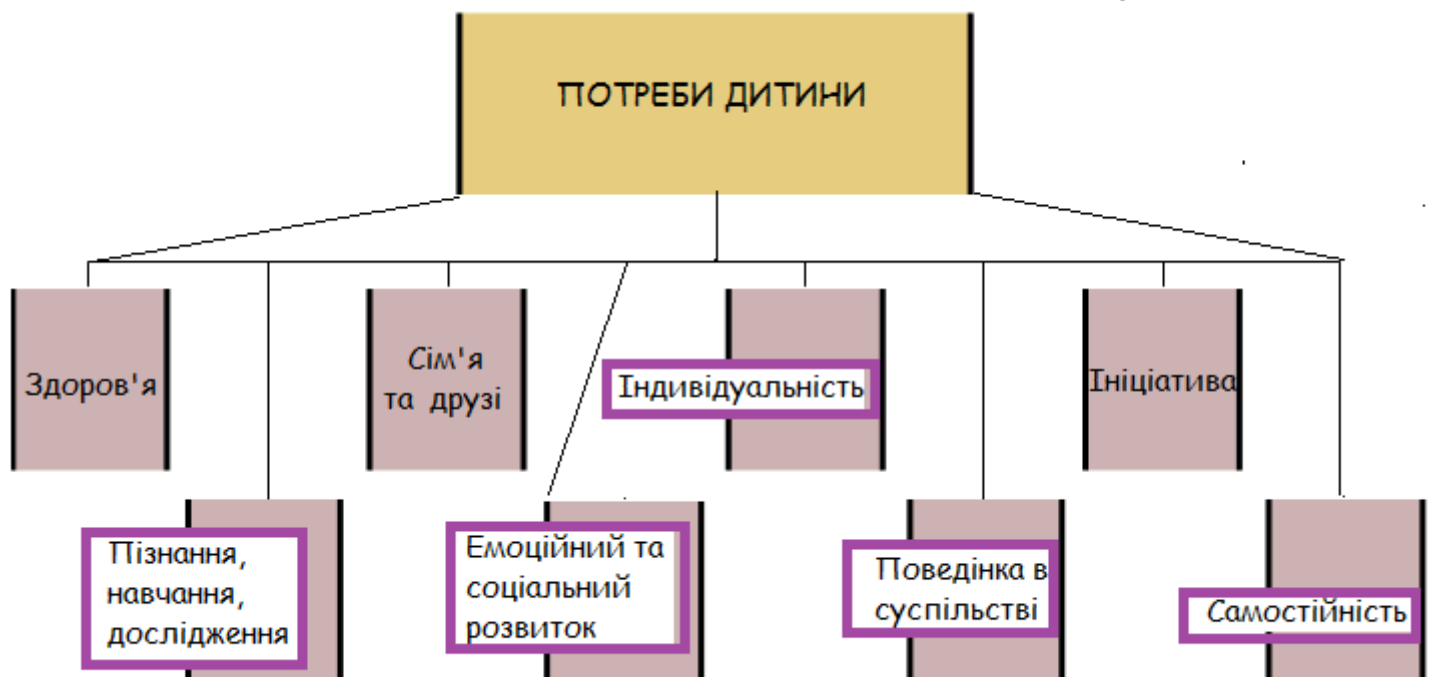 ПОТРЕБИ ДИТИНИ
Здоров'я
Сім'я
та друзі
Індивідуальність
Ініціатива
Пізнання,
навчання,
дослідження
Емоційний та
соціальний
розвиток
Поведінка в
суспільстві
Самостійність